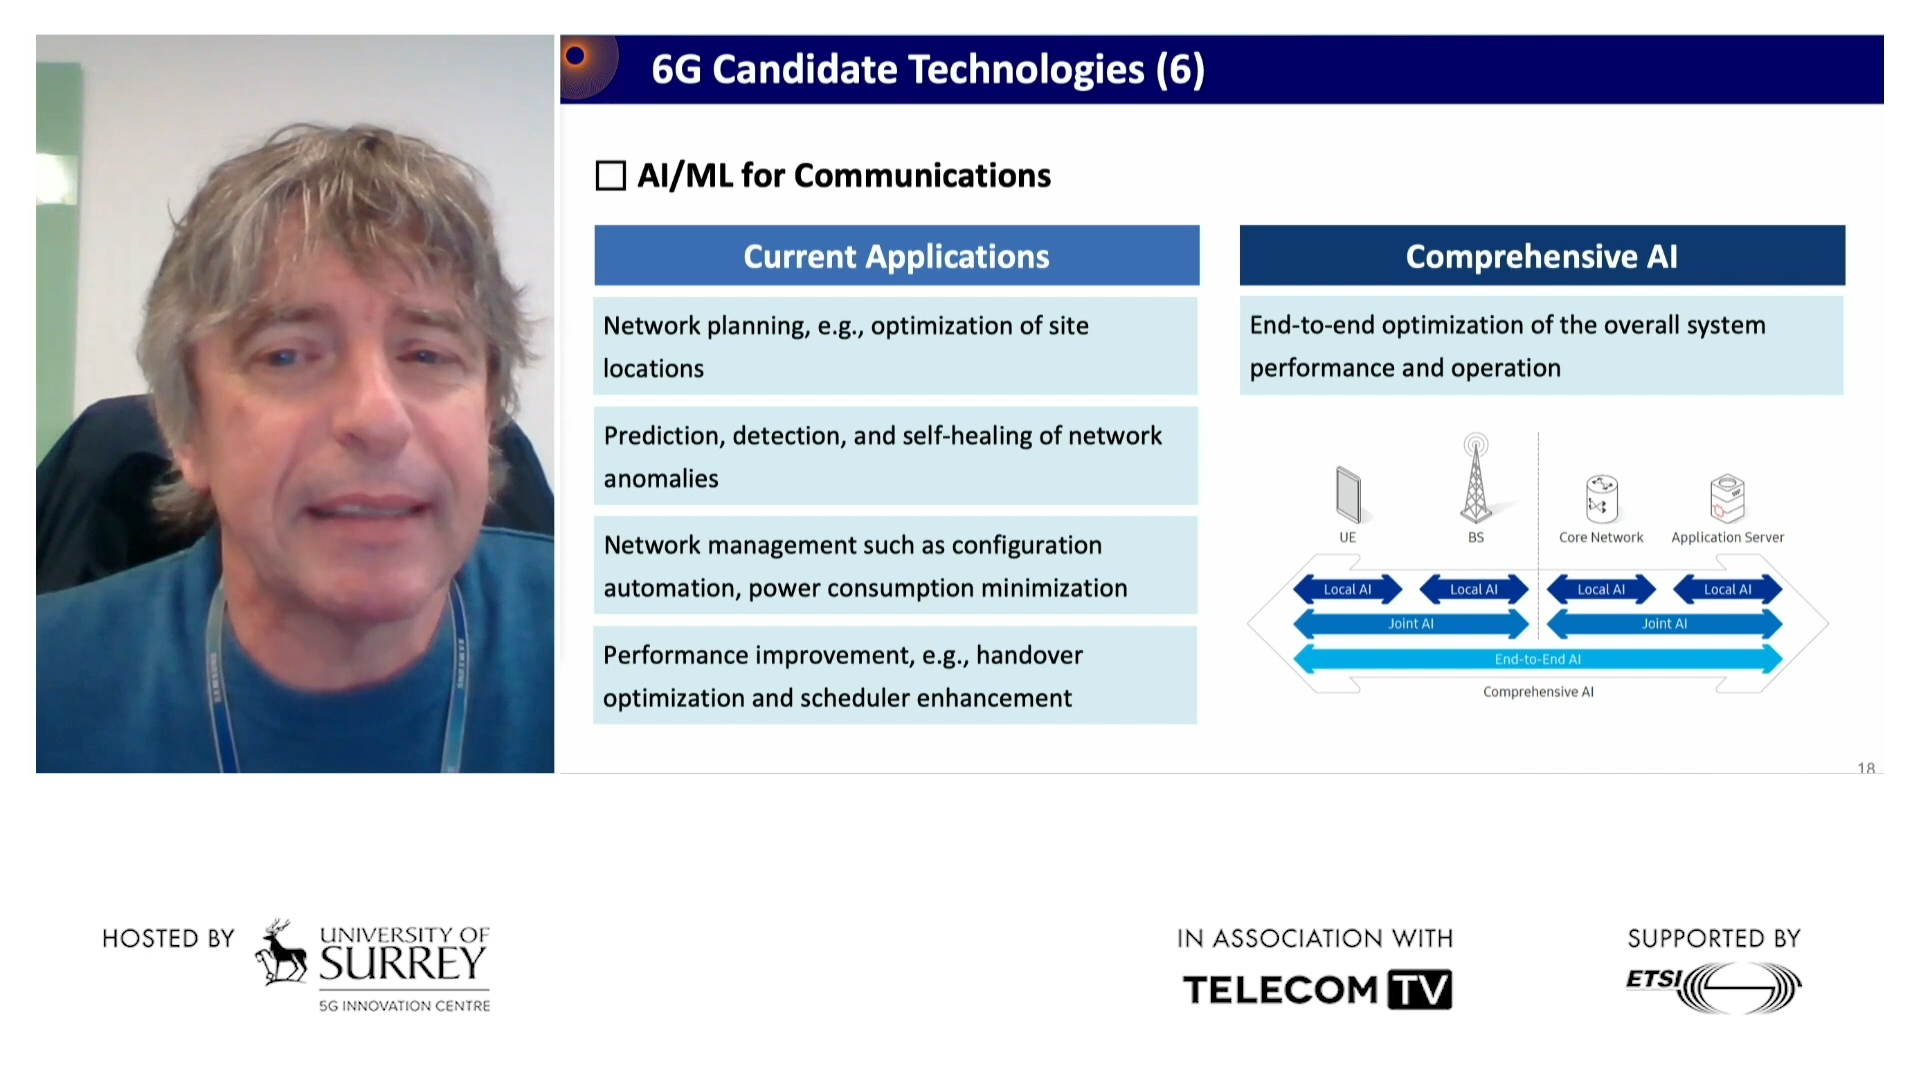 6G Candidate Technologies (6)
AI/ML for Communications
Current Applications
Network planning, e.g., optimization of site
locations
Prediction, detection, and self-healing of network
anomalies
Network management such as configuration
automation, power consumption minimization
Performance improvement, e.g., handover
optimization and scheduler enhancement
Comprehensive AI
End-to-end optimization of the overall system
performance and operation
UE
BS
Core Network
Application Server
Local AI
Local AI
Local AI
Local AI
Joint AI
Joint AI
End-to-End AI
Comprehensive AI
18
SAMSUNG
SAMSUNG
HOSTED BY
UNIVERSITY OF
SURREY
5G INNOVATION CENTRE
IN ASSOCIATION WITH
TELECOM TV
SUPPORTED BY
ETSI